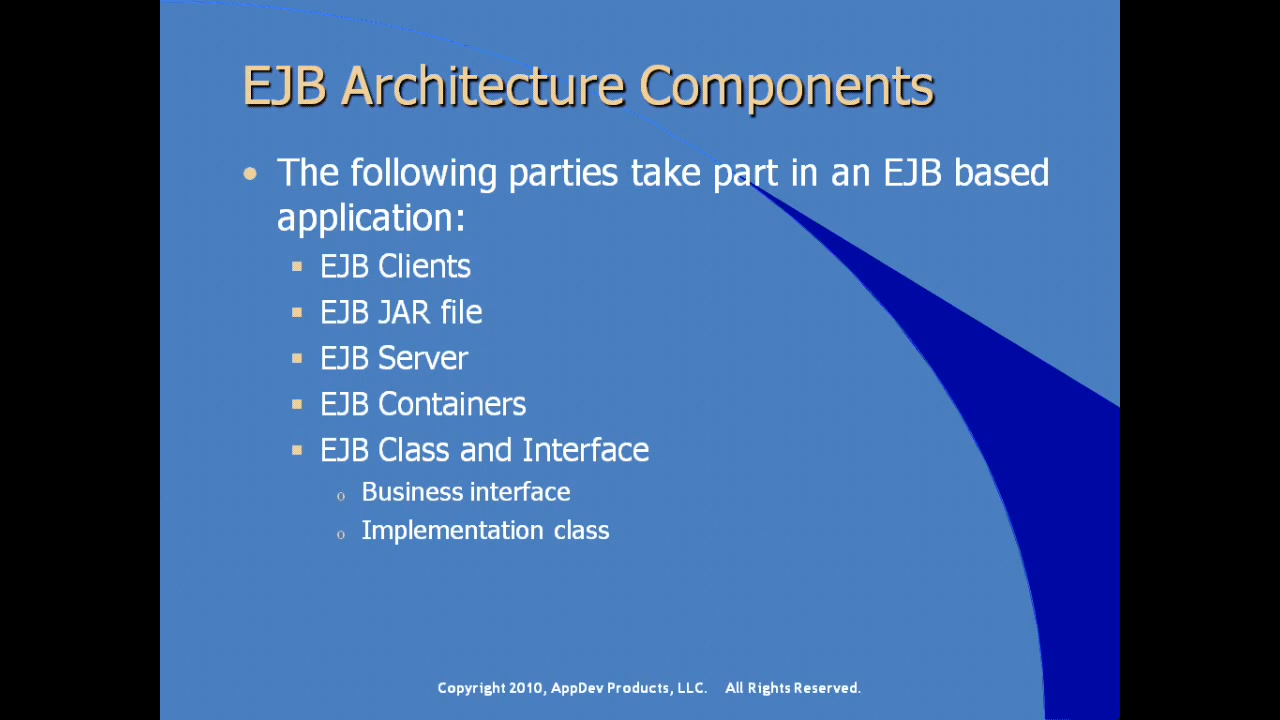 EJB Architecture Components
• The following parties take part in an EJB based
application:
▪ EJB Clients
▪ EJB JAR file
▪ EJB Server
▪ EJB Containers
▪ EJB Class and Interface
o Business interface
o Implementation class
Copyright 2010, AppDev Products, LLC. All Rights Reserved.